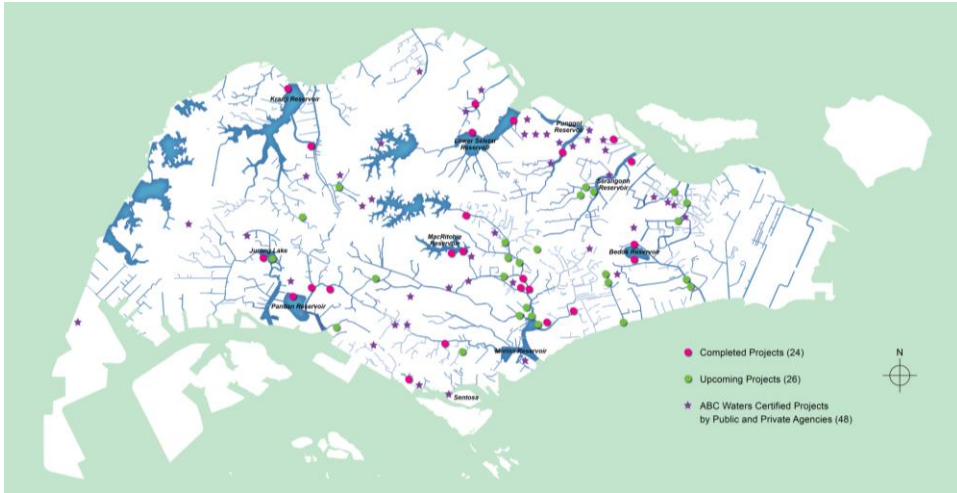 Kranji Reservoir
Lower Seletar
Reservoir
Punggol
Reservoir
Serangoon
Reservoir
MacRitchie
Reservoir
Jurong Lake
Bedok Reservoir
Pandan Reservoir
Marina Reservoir
Sentosa
N
Completed Projects (24)
Upcoming Projects (26)
ABC Waters Certified Projects
by Public and Private Agencies (48)